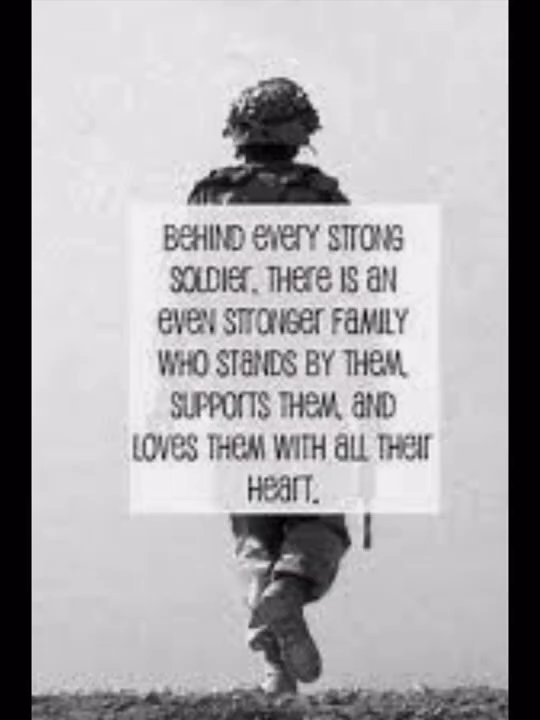 BEHIND EVERY STRONG
SOLDIER, THERE IS AN
EVEN STRONGER FAMILY
WHO STANDS BY THEM,
SUPPORTS THEM, AND
LOVES THEM WITH ALL THEIR
HEART.